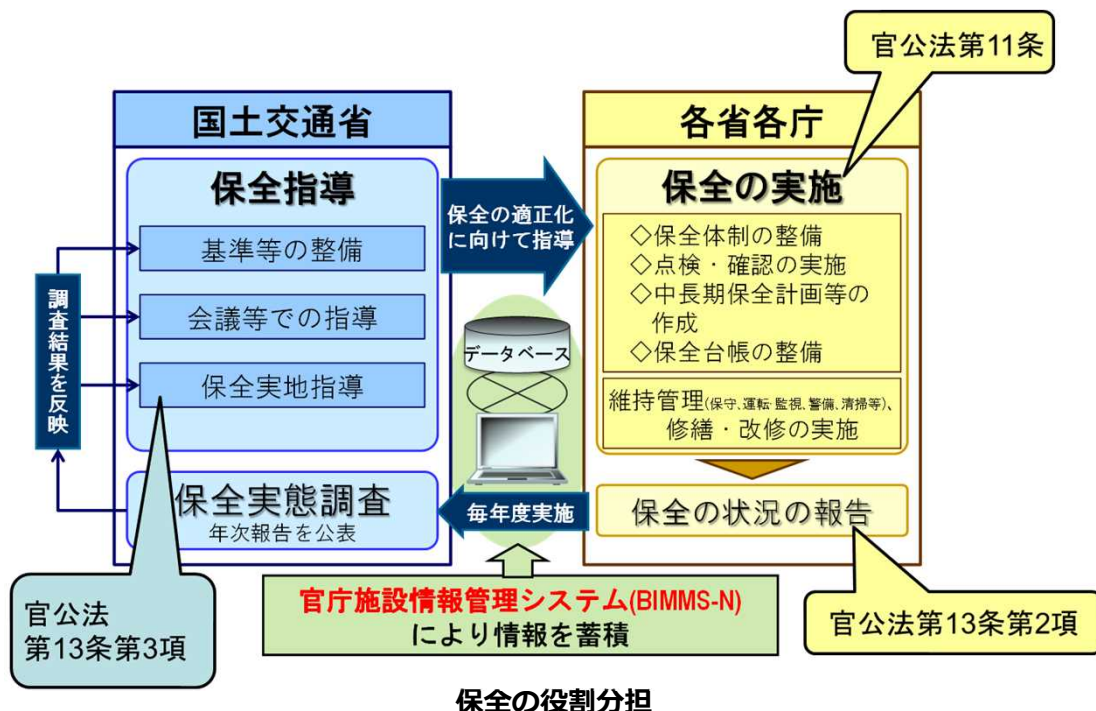 官公法第11条
国土交通省
保全指導
基準等の整備
会議等での指導
保全実地指導
調査結果を反映
保全実態調査
年次報告を公表
官公法
第13条第3項
保全の適正化
に向けて指導
データベース
毎年度実施
官庁施設情報管理システム(BIMMS-N)
により情報を蓄積
各省各庁
保全の実施
◇保全体制の整備
◇点検・確認の実施
◇中長期保全計画等の
作成
◇保全台帳の整備
維持管理(保守、運転・監視、警備、清掃等)、
修繕・改修の実施
保全の状況の報告
官公法第13条第2項
保全の役割分担